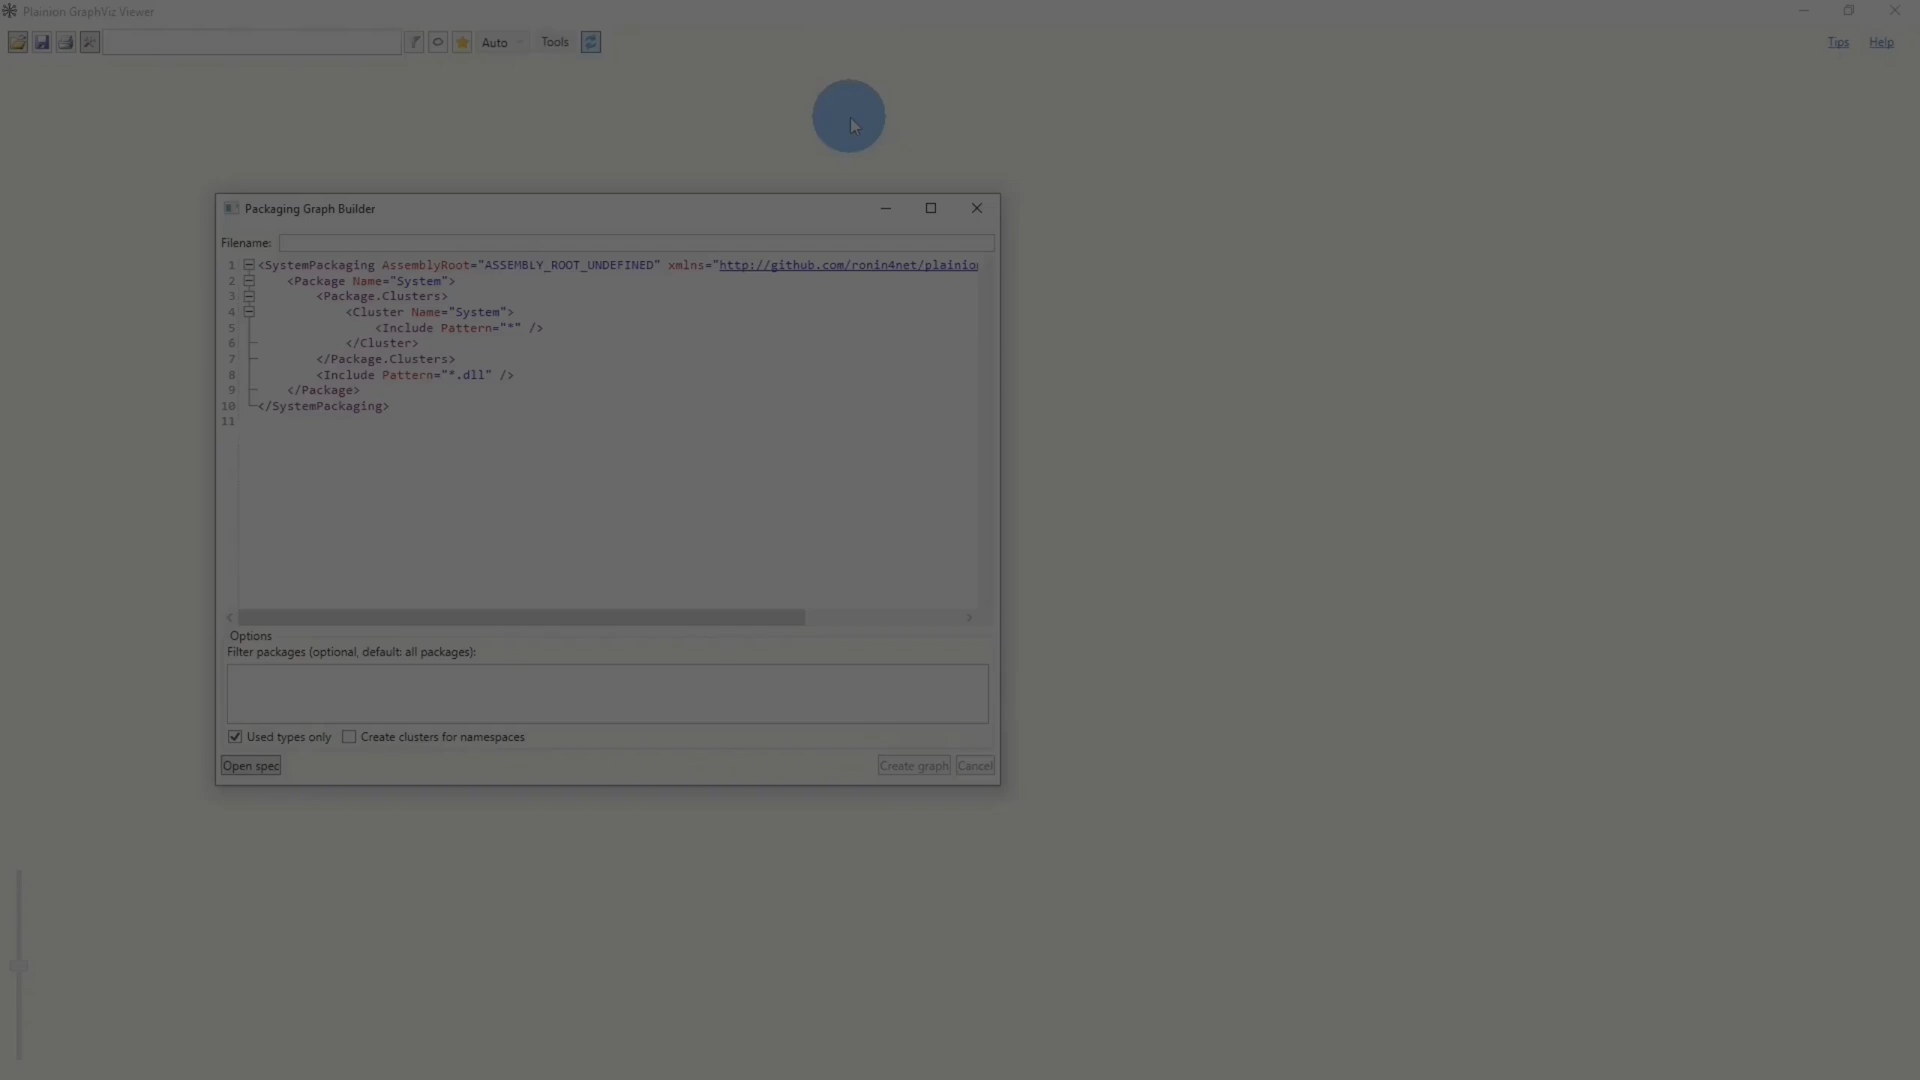 Plainion GraphViz Viewer
Auto
Tools
Tips
Help
Packaging Graph Builder
Filename:
1 <SystemPackaging AssemblyRoot="ASSEMBLY_ROOT_UNDEFINED" xmlns="http://github.com/ronin4net/plainion
2 <Package Name="System">
3 <Package.Clusters>
4 <Cluster Name="System">
5 <Include Pattern="*" />
6 </Cluster>
7 </Package.Clusters>
8 <Include Pattern="*.dll" />
9 </Package>
10 </SystemPackaging>
11
Options
Filter packages (optional, default: all packages):
Used types only
Create clusters for namespaces
Open spec
Create graph
Cancel